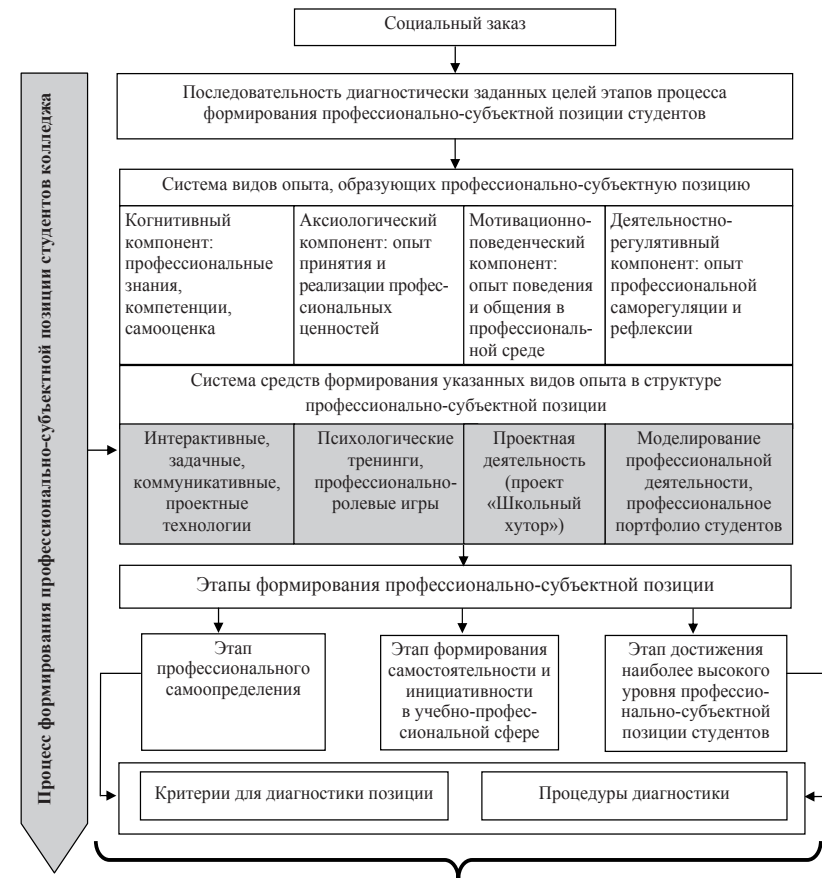 Социальный заказ
Процесс формирования профессионально-субъектной позиции студентов колледжа
Последовательность диагностически заданных целей этапов процесса
формирования профессионально-субъектной позиции студентов
Система видов опыта, образующих профессионально-субъектную позицию
Когнитивный
компонент:
профессиональные
знания,
компетенции,
самооценка
Аксиологический
компонент: опыт
принятия и
реализации профес-
сиональных
ценностей
Мотивационно-
поведенческий
компонент:
опыт поведения
и общения в
профессиональ-
ной среде
Деятельностно-
регулятивный
компонент: опыт
профессиональной
саморегуляции и
рефлексии
Система средств формирования указанных видов опыта в структуре
профессионально-субъектной позиции
Интерактивные,
задачные,
коммуникативные,
проектные
технологии
Психологические
тренинги,
профессионально-
ролевые игры
Проектная
деятельность
(проект
«Школьный
хутор»)
Моделирование
профессиональной
деятельности,
профессиональное
портфолио студентов
Этапы формирования профессионально-субъектной позиции
Этап
профессионального
самоопределения
Этап формирования
самостоятельности и
инициативности
в учебно-профес-
сиональной сфере
Этап достижения
наиболее высокого
уровня профессио-
нально-субъектной
позиции студентов
Критерии для диагностики позиции
Процедуры диагностики